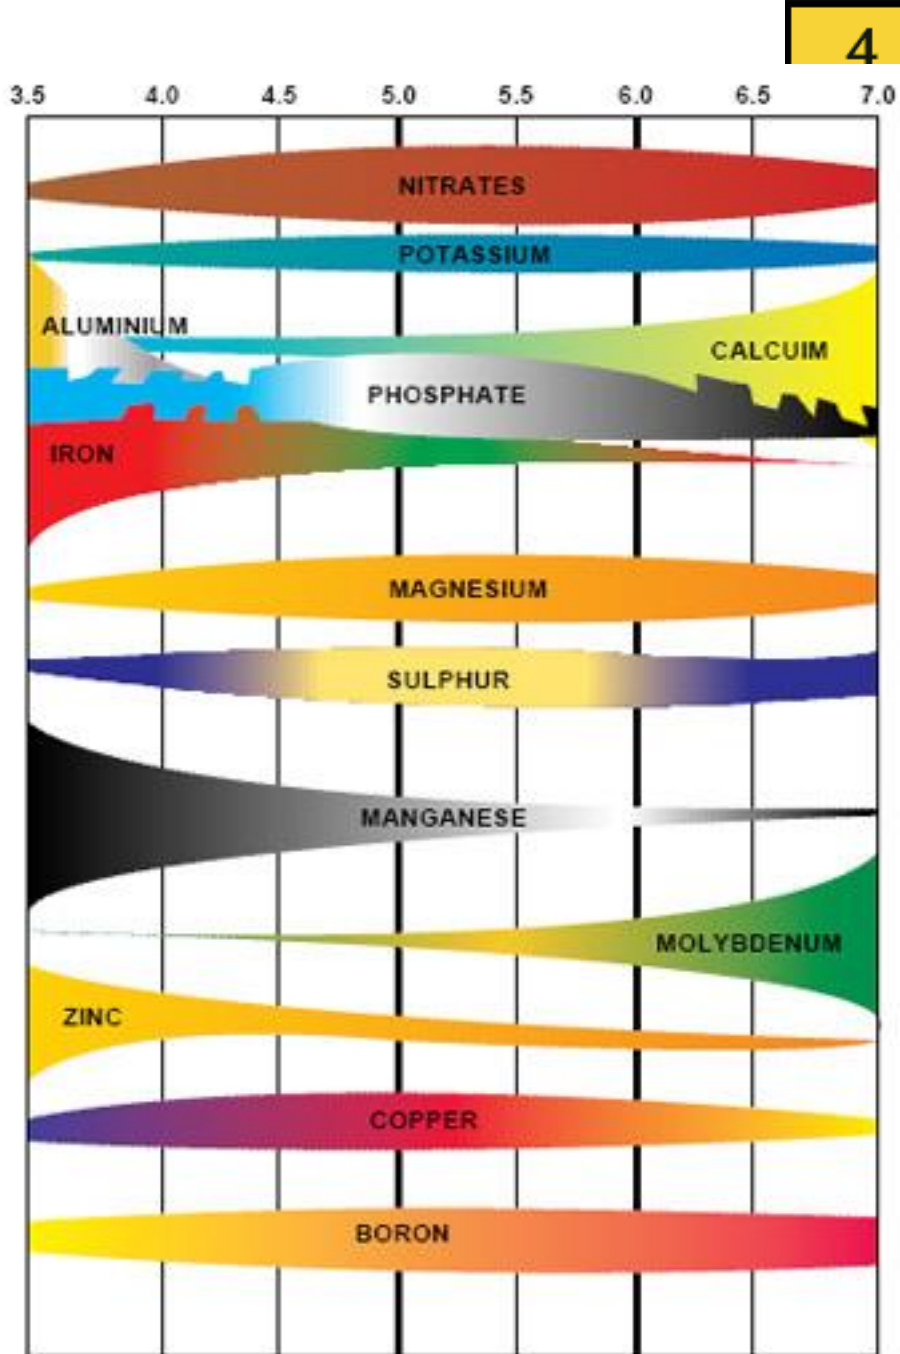 4
3.5 4.0 4.5 5.0 5.5 6.0 6.5 7.0
NITRATES
POTASSIUM
ALUMINIUM
CALCUIM
PHOSPHATE
IRON
MAGNESIUM
SULPHUR
MANGANESE
MOLYBDENUM
ZINC
COPPER
BORON